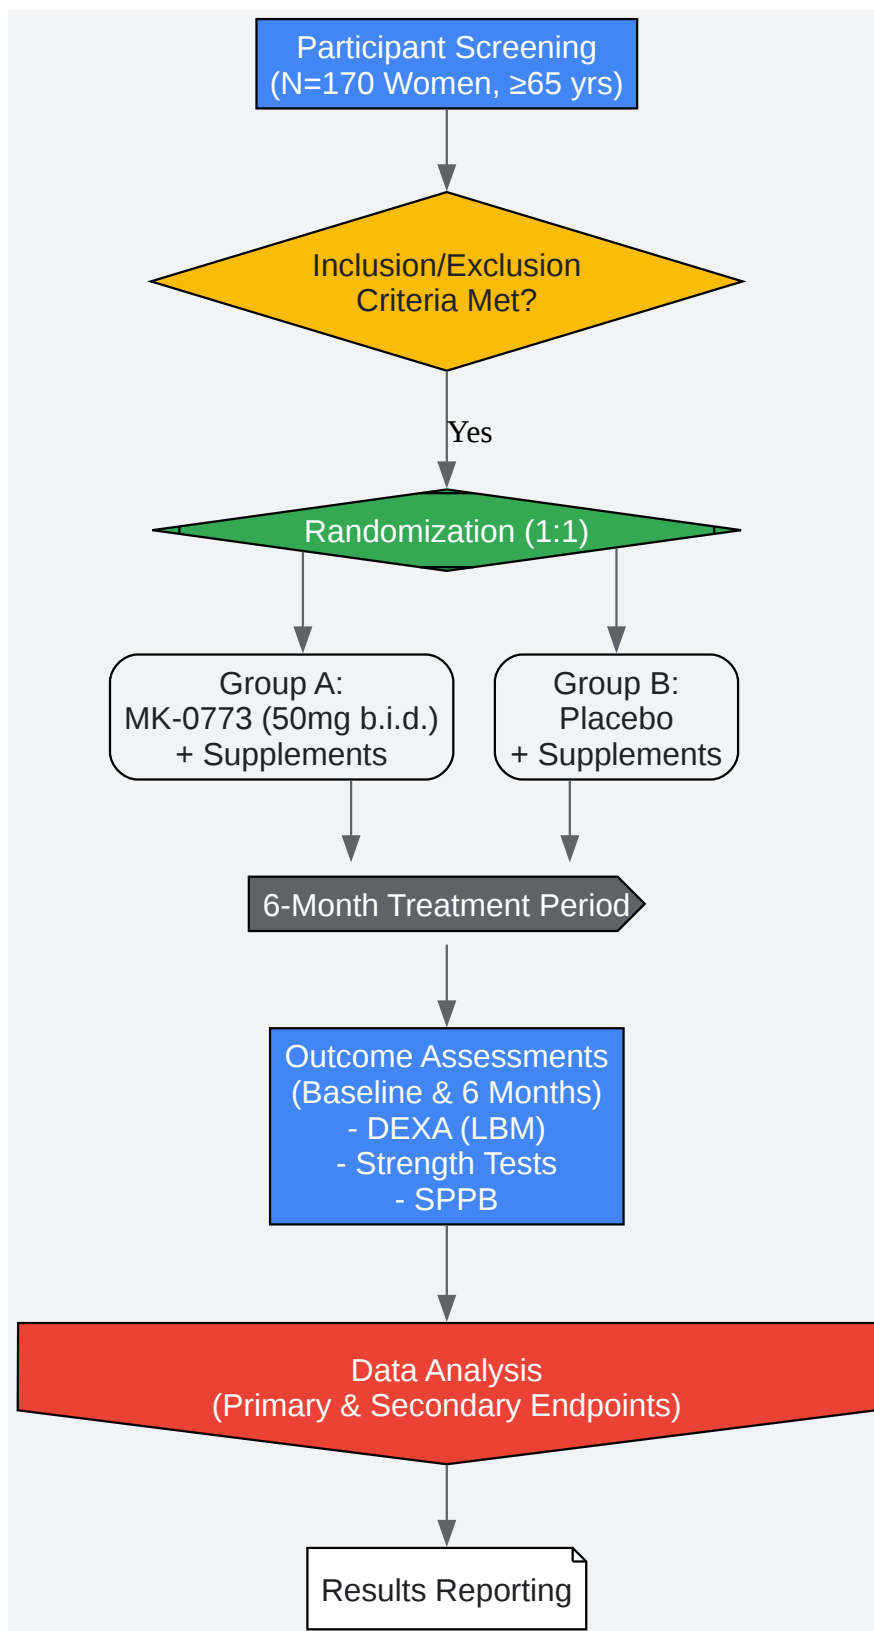 Participant Screening
(N=170 Women, ≥65 yrs)
Inclusion/Exclusion
Criteria Met?
Yes
Randomization (1:1)
Group A:
MK-0773 (50mg b.i.d.)
+ Supplements
Group B:
Placebo
+ Supplements
6-Month Treatment Period
Outcome Assessments
(Baseline & 6 Months)
- DEXA (LBM)
- Strength Tests
- SPPB
Data Analysis
(Primary & Secondary Endpoints)
Results Reporting